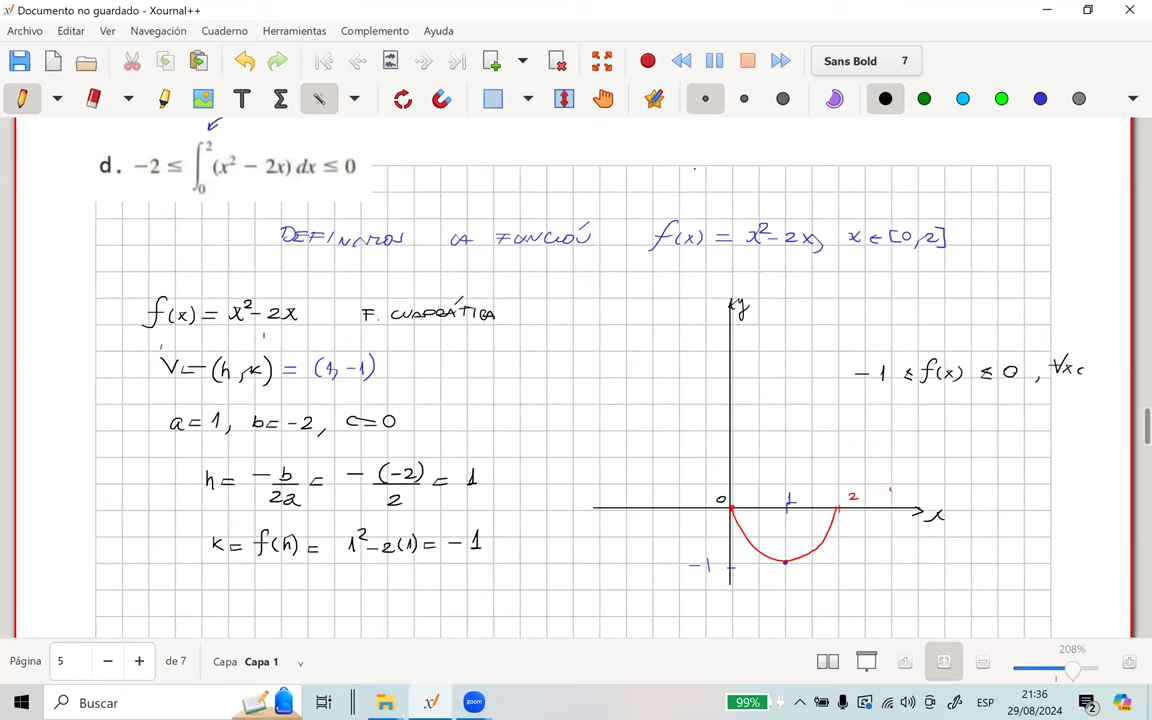 Documento no guardado - Xournal++
Archivo Editar Ver Navegación Cuaderno Herramientas Complemento Ayuda
Sans Bold 7
d. -2 ≤ ∫₀² (x² - 2x) dx ≤ 0
DEFINAMOS LA FUNCIÓN f(x) = x² - 2x, x ∈ [0,2]
f(x) = x² - 2x F. CUADRÁTICA
V = (h, k) = (1, -1)
a = 1, b = -2, c = 0
h = -b/2a = -(-2)/2 = 1
k = f(h) = 1² - 2(1) = -1
y
-1 ≤ f(x) ≤ 0, ∀x ∈
0 1 2
x
-1
Página 5 de 7 Capa Capa 1
208%
Buscar
99%
ESP
21:36
29/08/2024
2